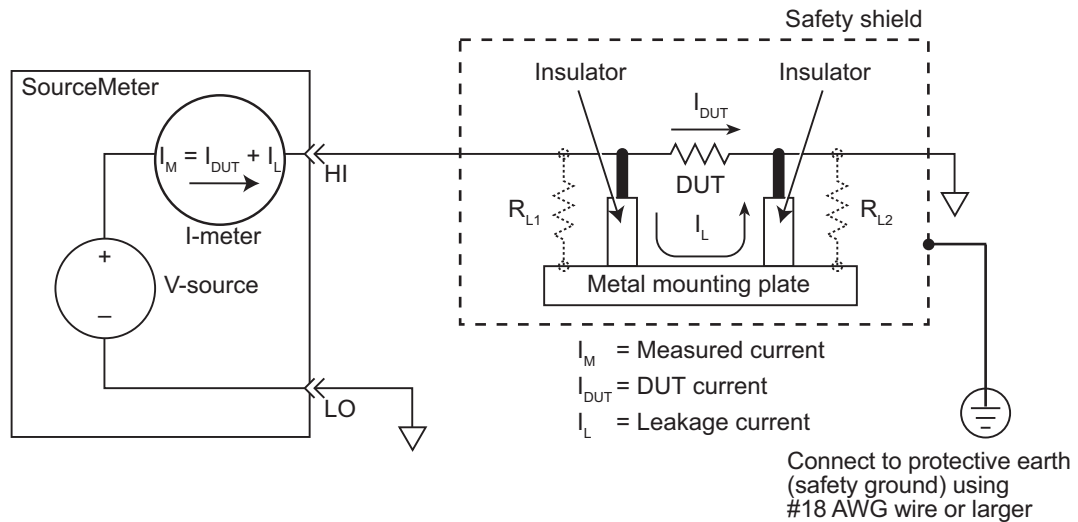 Safety shield
SourceMeter
Insulator
Insulator
I_DUT
I_M = I_DUT + I_L
HI
DUT
R_L1
I_L
R_L2
I-meter
+
V-source
–
Metal mounting plate
I_M = Measured current
I_DUT = DUT current
I_L = Leakage current
LO
Connect to protective earth
(safety ground) using
#18 AWG wire or larger